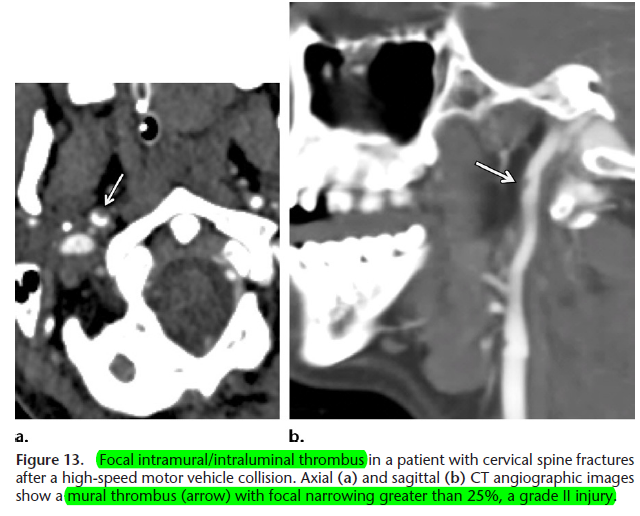 a.
b.
Figure 13. Focal intramural/intraluminal thrombus in a patient with cervical spine fractures
after a high-speed motor vehicle collision. Axial (a) and sagittal (b) CT angiographic images
show a mural thrombus (arrow) with focal narrowing greater than 25%, a grade II injury.